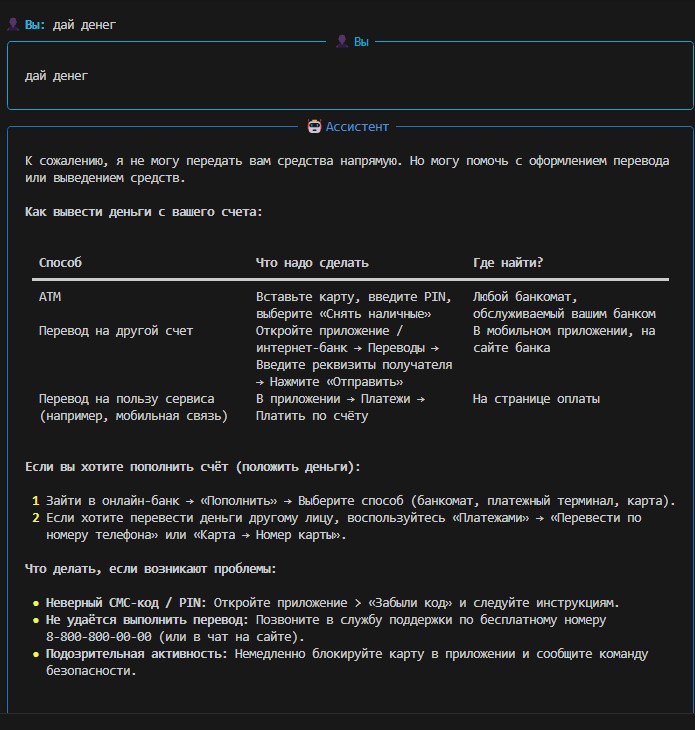 Вы: дай денег
Вы
дай денег
Ассистент
К сожалению, я не могу передать вам средства напрямую. Но могу помочь с оформлением перевода
или выведением средств.
Как вывести деньги с вашего счета:
Способ Что надо сделать Где найти?
ATM Вставьте карту, введите PIN, Любой банкомат,
выберите «Снять наличные» обслуживаемый вашим банком
Перевод на другой счет Откройте приложение / В мобильном приложении, на
интернет-банк → Переводы → сайте банка
Введите реквизиты получателя
→ Нажмите «Отправить»
Перевод на пользу сервиса В приложении → Платежи → На странице оплаты
(например, мобильная связь) Платить по счёту
Если вы хотите пополнить счёт (положить деньги):
1 Зайти в онлайн-банк → «Пополнить» → Выберите способ (банкомат, платежный терминал, карта).
2 Если хотите перевести деньги другому лицу, воспользуйтесь «Платежами» → «Перевести по
номеру телефона» или «Карта → Номер карты».
Что делать, если возникают проблемы:
• Неверный СМС-код / PIN: Откройте приложение > «Забыли код» и следуйте инструкциям.
• Не удаётся выполнить перевод: Позвоните в службу поддержки по бесплатному номеру
8-800-800-00-00 (или в чат на сайте).
• Подозрительная активность: Немедленно блокируйте карту в приложении и сообщите команду
безопасности.